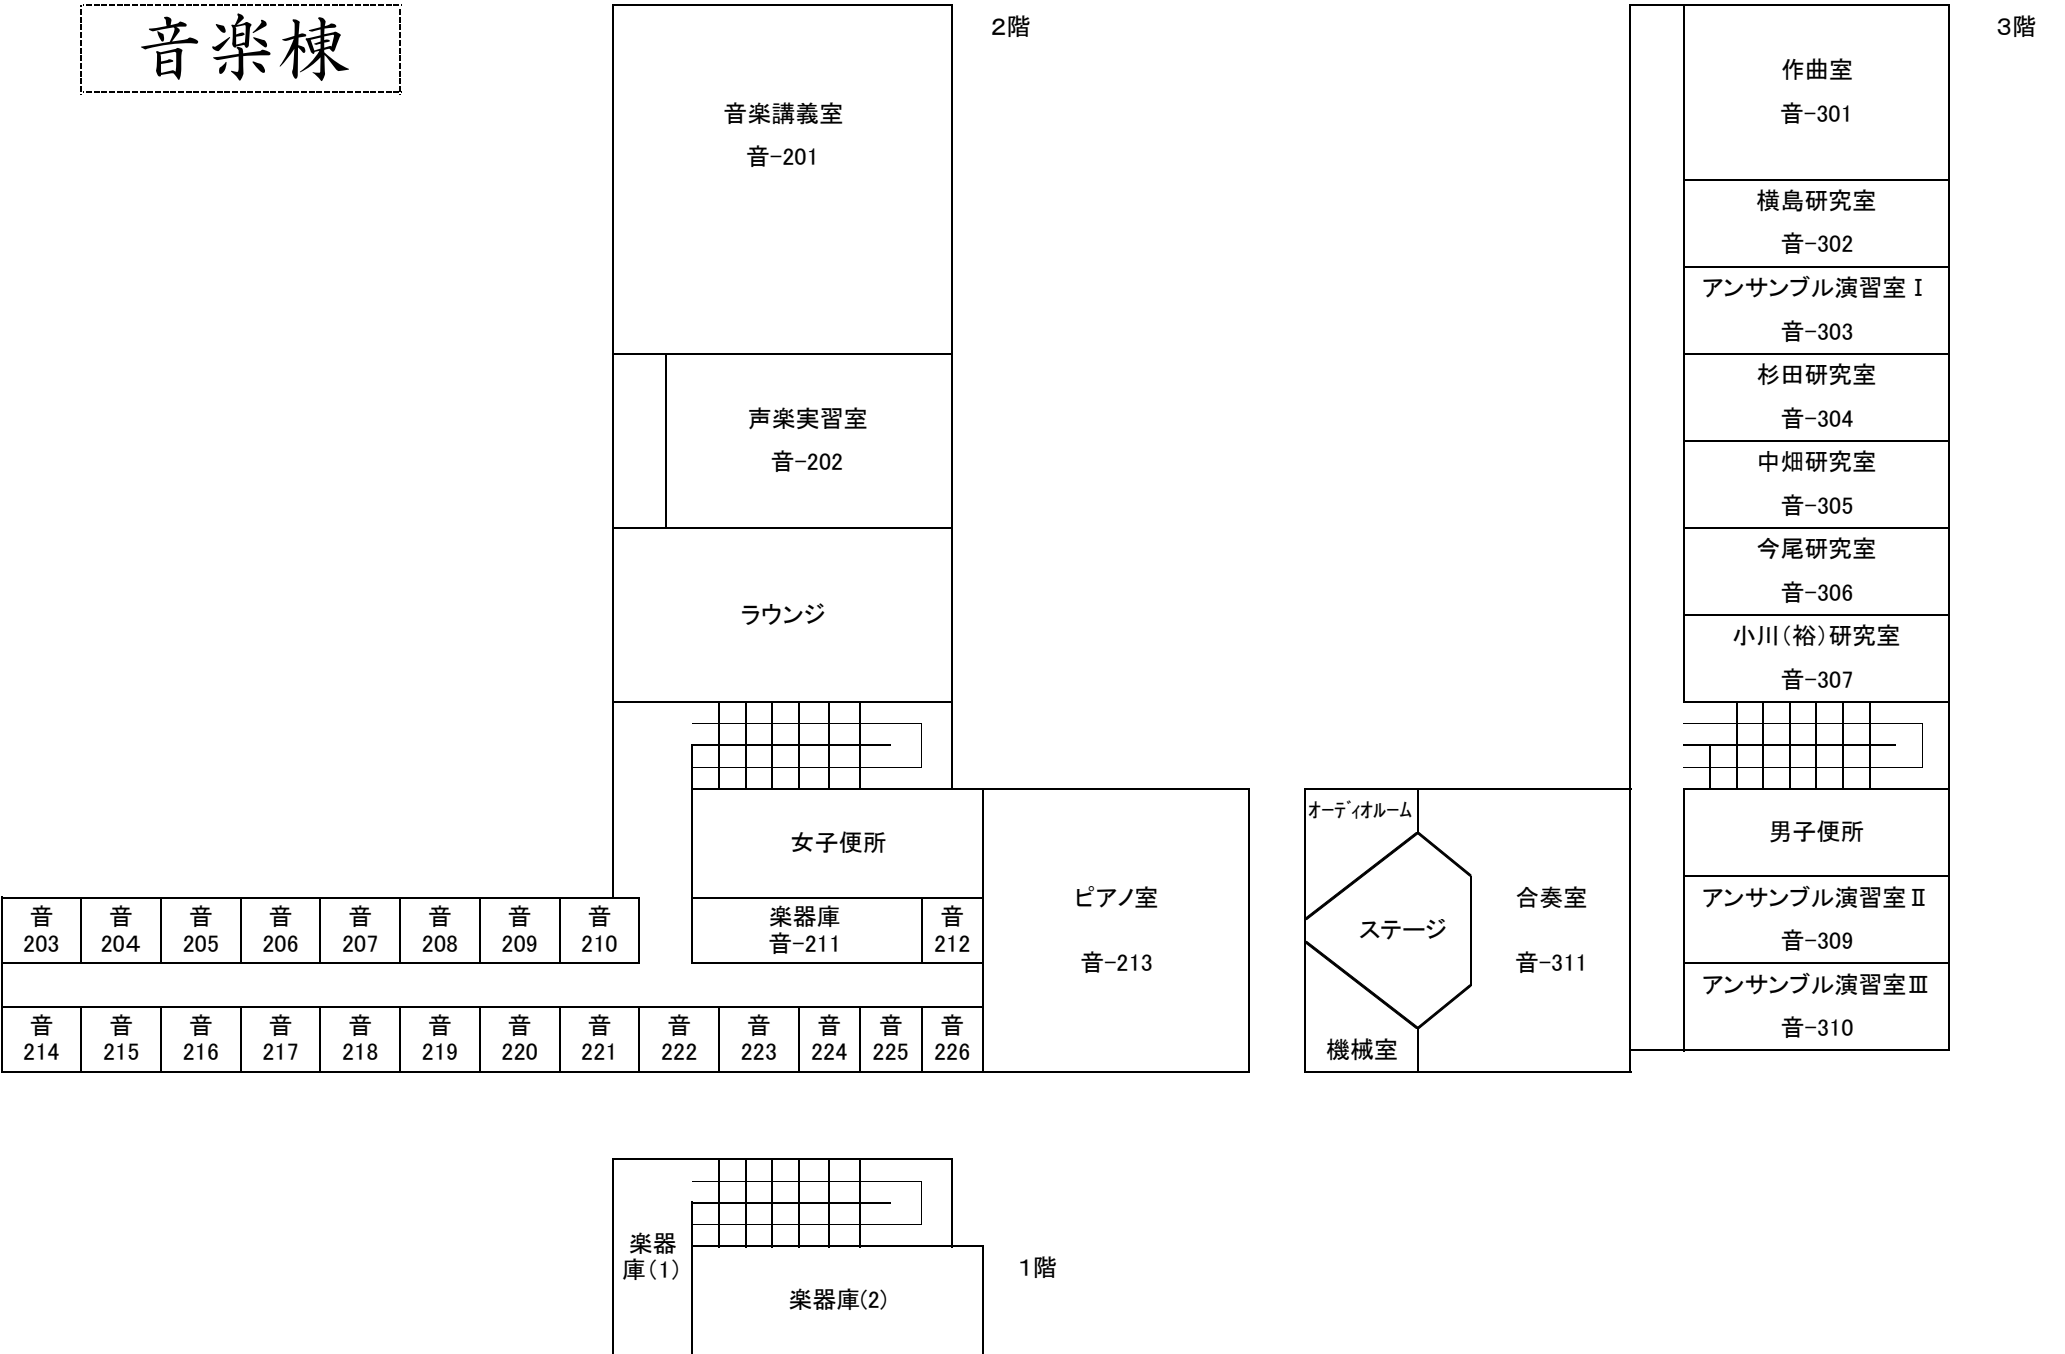 音楽棟
2階
音楽講義室
音-201
声楽実習室
音-202
ラウンジ
女子便所
楽器庫
音-211
音
212
ピアノ室
音-213
音
203
音
204
音
205
音
206
音
207
音
208
音
209
音
210
音
214
音
215
音
216
音
217
音
218
音
219
音
220
音
221
音
222
音
223
音
224
音
225
音
226
3階
作曲室
音-301
横島研究室
音-302
アンサンブル演習室Ⅰ
音-303
杉田研究室
音-304
中畑研究室
音-305
今尾研究室
音-306
小川(裕)研究室
音-307
男子便所
アンサンブル演習室Ⅱ
音-309
アンサンブル演習室Ⅲ
音-310
オーディオルーム
ステージ
機械室
合奏室
音-311
1階
楽器
庫(1)
楽器庫(2)